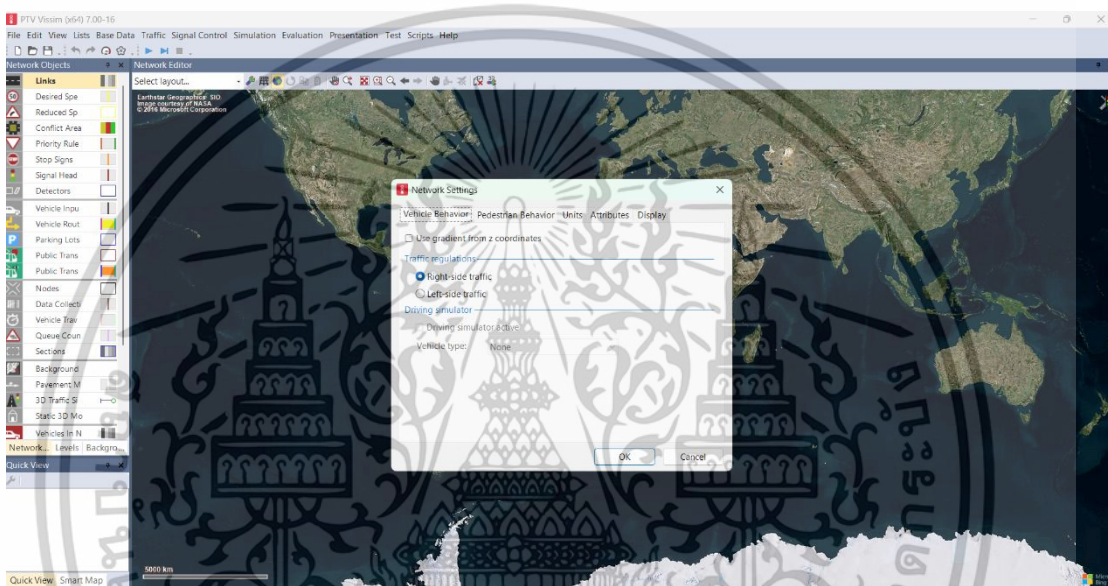 PTV Vissim (x64) 7.00-16
File Edit View Lists Base Data Traffic Signal Control Simulation Evaluation Presentation Test Scripts Help
Network Objects
Network Editor
Links
Select layout...
Earthstar Geographics SIO
Image courtesy of NASA
© 2016 Microsoft Corporation
Desired Spe
Reduced Sp
Conflict Area
Priority Rule
Stop Signs
Signal Head
Detectors
Vehicle Inpu
Vehicle Rout
Parking Lots
Public Trans
Public Trans
Nodes
Data Collecti
Vehicle Trav
Queue Coun
Sections
Background
Pavement M
3D Traffic Si
Static 3D Mo
Vehicles In N
Network... Levels Backgro...
Quick View
Quick View Smart Map
Network Settings
Vehicle Behavior Pedestrian Behavior Units Attributes Display
Use gradient from z coordinates
Traffic regulations
Right-side traffic
Left-side traffic
Driving simulator
Driving simulator active
Vehicle type: None
OK Cancel
5000 km